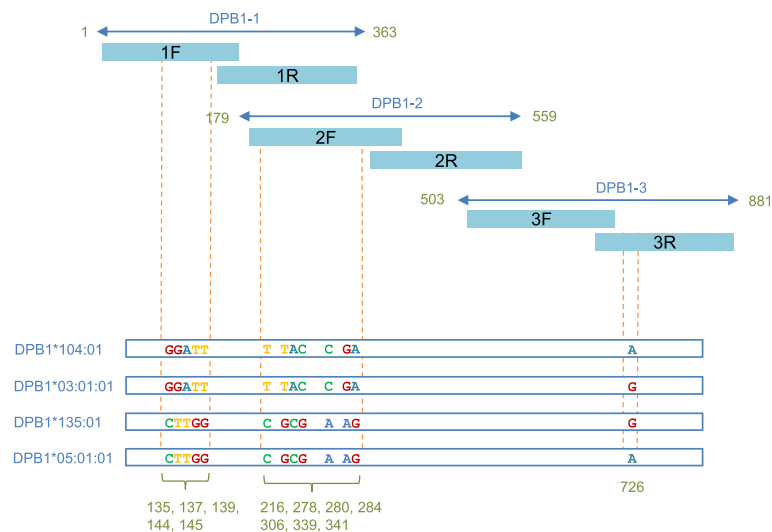 DPB1-1
1 363
1F
1R
DPB1-2
179 559
2F
2R
DPB1-3
503 881
3F
3R
DPB1*104:01 GGATT T TAC C GA A
DPB1*03:01:01 GGATT T TAC C GA G
DPB1*135:01 CTTGG C GCG A AG G
DPB1*05:01:01 CTTGG C GCG A AG A
135, 137, 139, 216, 278, 280, 284 726
144, 145 306, 339, 341